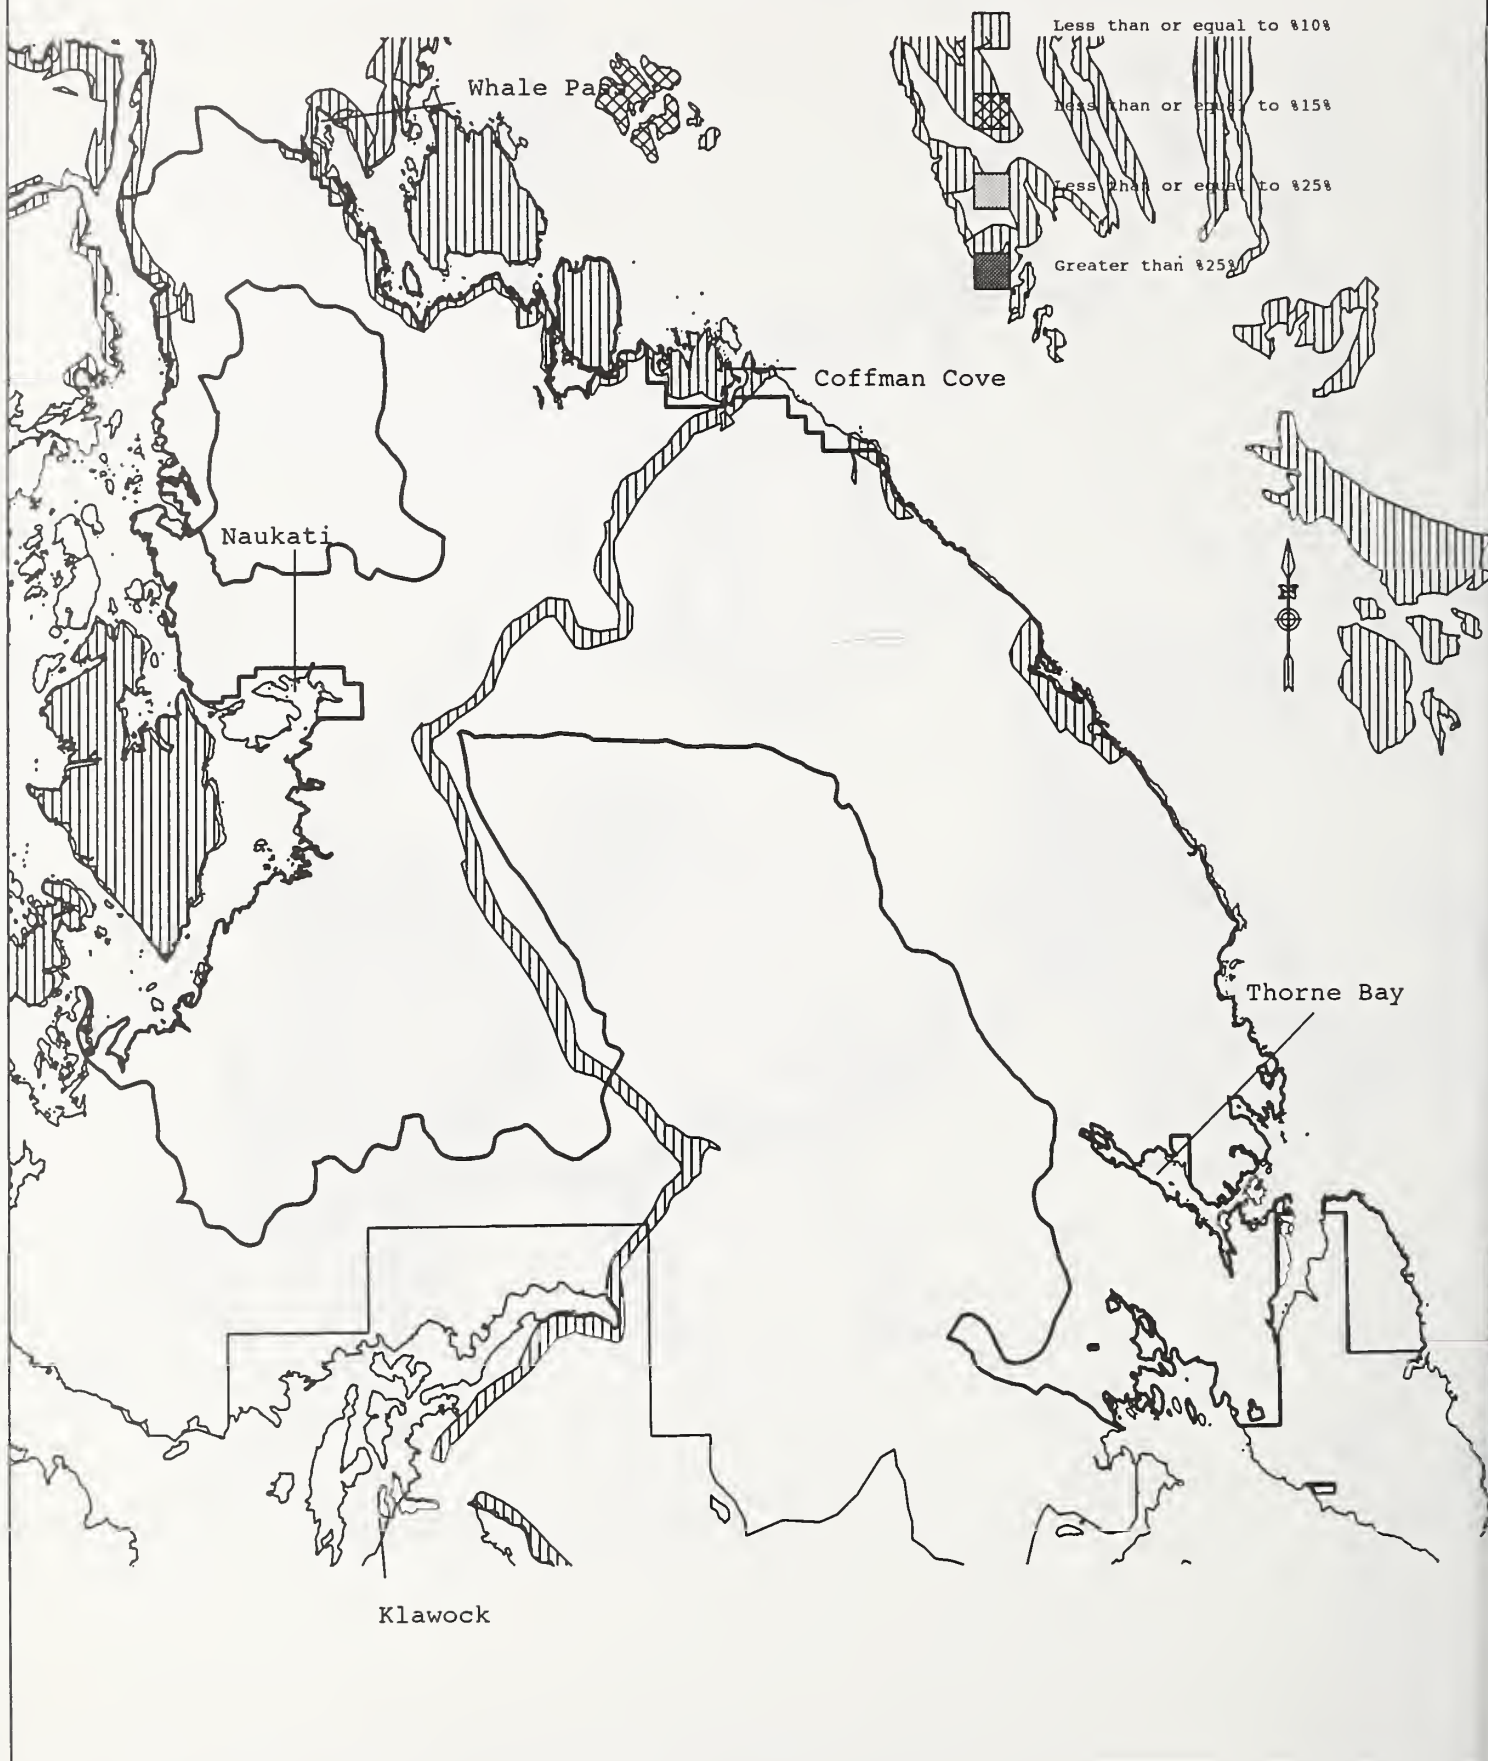 Less than or equal to %10%
Whale Pass
Less than or equal to %15%
Less than or equal to %25%
Greater than %25%
Coffman Cove
Naukati
Thorne Bay
Klawock